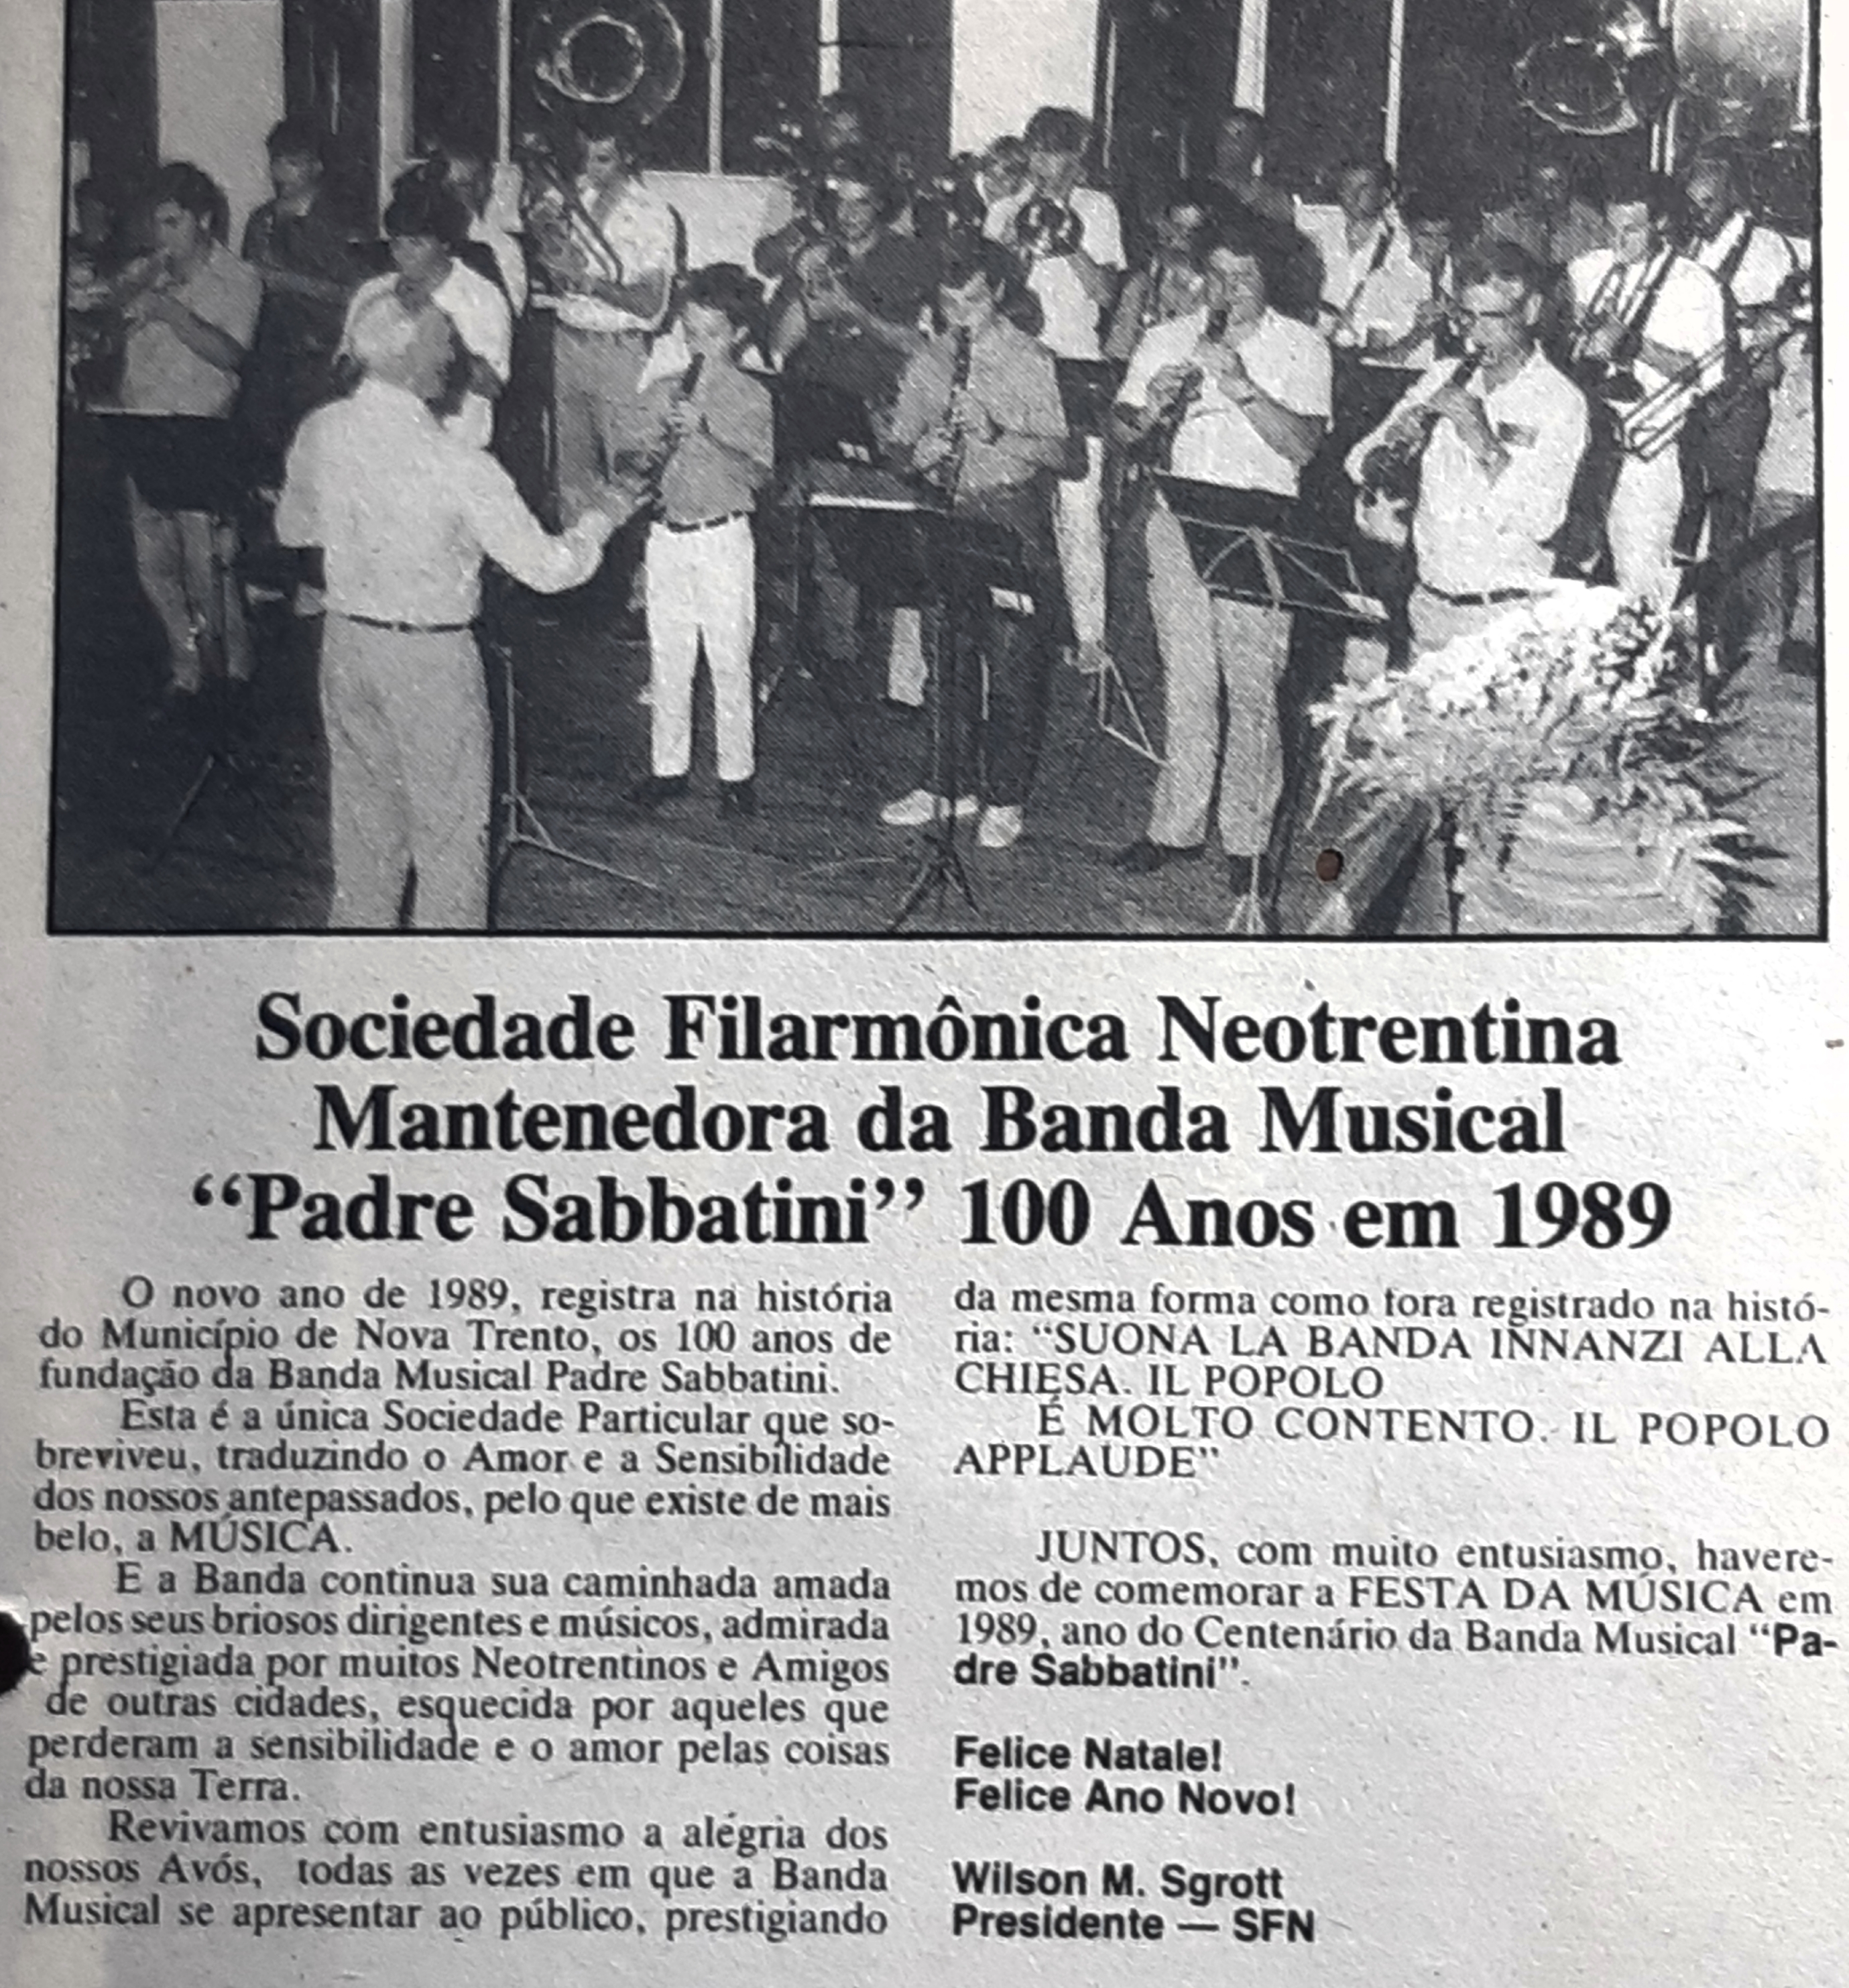 Sociedade Filarmônica Neotrentina
Mantenedora da Banda Musical
“Padre Sabbatini” 100 Anos em 1989
O novo ano de 1989, registra na história
do Município de Nova Trento, os 100 anos de
fundação da Banda Musical Padre Sabbatini.
Esta é a única Sociedade Particular que so-
breviveu, traduzindo o Amor e a Sensibilidade
dos nossos antepassados, pelo que existe de mais
belo, a MÚSICA.
E a Banda continua sua caminhada amada
pelos seus briosos dirigentes e músicos, admirada
e prestigiada por muitos Neotrentinos e Amigos
de outras cidades, esquecida por aqueles que
perderam a sensibilidade e o amor pelas coisas
da nossa Terra.
Revivamos com entusiasmo a alegria dos
nossos Avós, todas as vezes em que a Banda
Musical se apresentar ao público, prestigiando
da mesma forma como fora registrado na histó-
ria: “SUONA LA BANDA INNANZI ALLA
CHIESA. IL POPOLO
É MOLTO CONTENTO. IL POPOLO
APPLAUDE”
JUNTOS, com muito entusiasmo, havere-
mos de comemorar a FESTA DA MÚSICA em
1989, ano do Centenário da Banda Musical “Pa-
dre Sabbatini”.
Felice Natale!
Felice Ano Novo!
Wilson M. Sgrott
Presidente — SFN